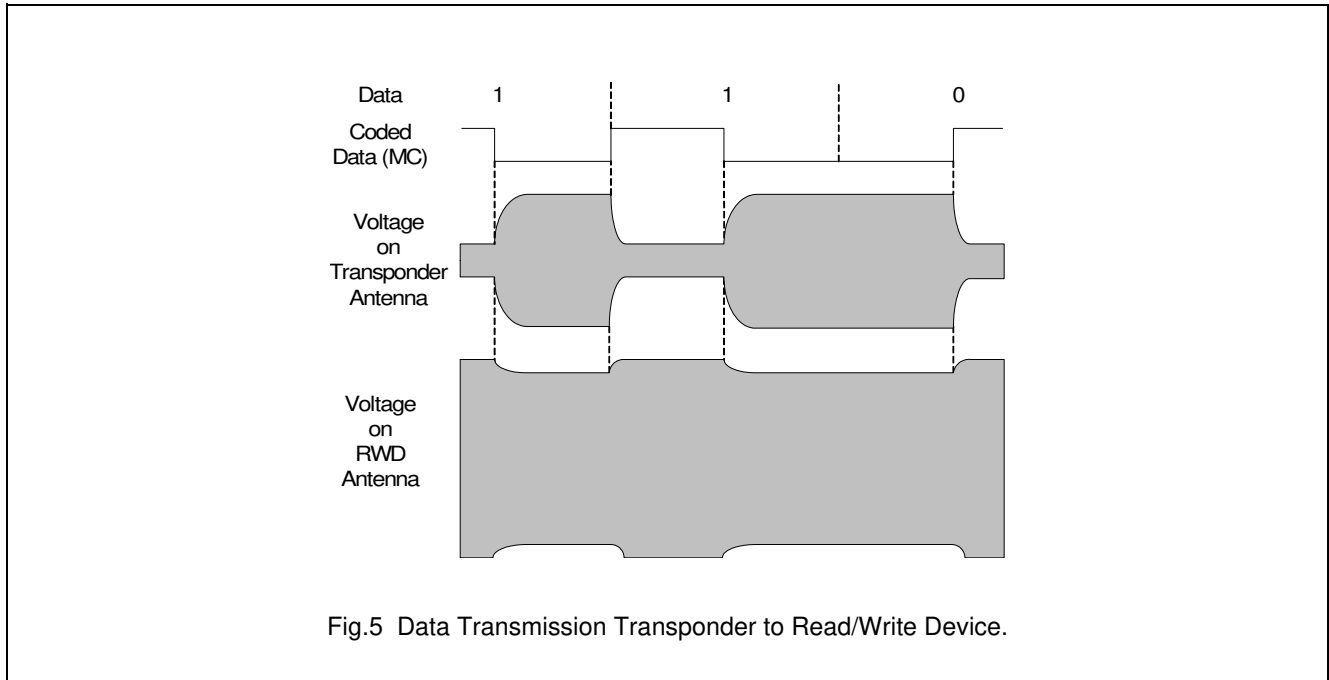 Data 1 1 0
Coded
Data (MC)
Voltage
on
Transponder
Antenna
Voltage
on
RWD
Antenna
Fig.5 Data Transmission Transponder to Read/Write Device.